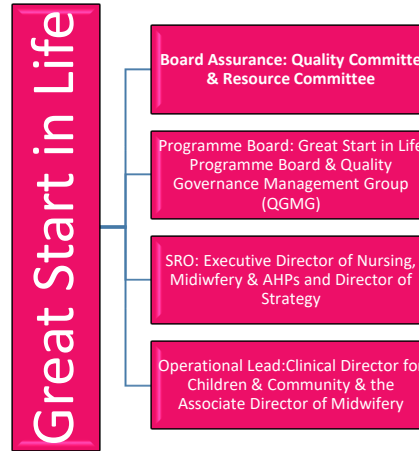 Great Start in Life
Board Assurance: Quality Committe
& Resource Committee
Programme Board: Great Start in Life
Programme Board & Quality
Governance Management Group
(QGMG)
SRO: Executive Director of Nursing,
Midiwfery & AHPs and Director of
Strategy
Operational Lead:Clinical Director for
Children & Community & the
Associate Director of Midwifery